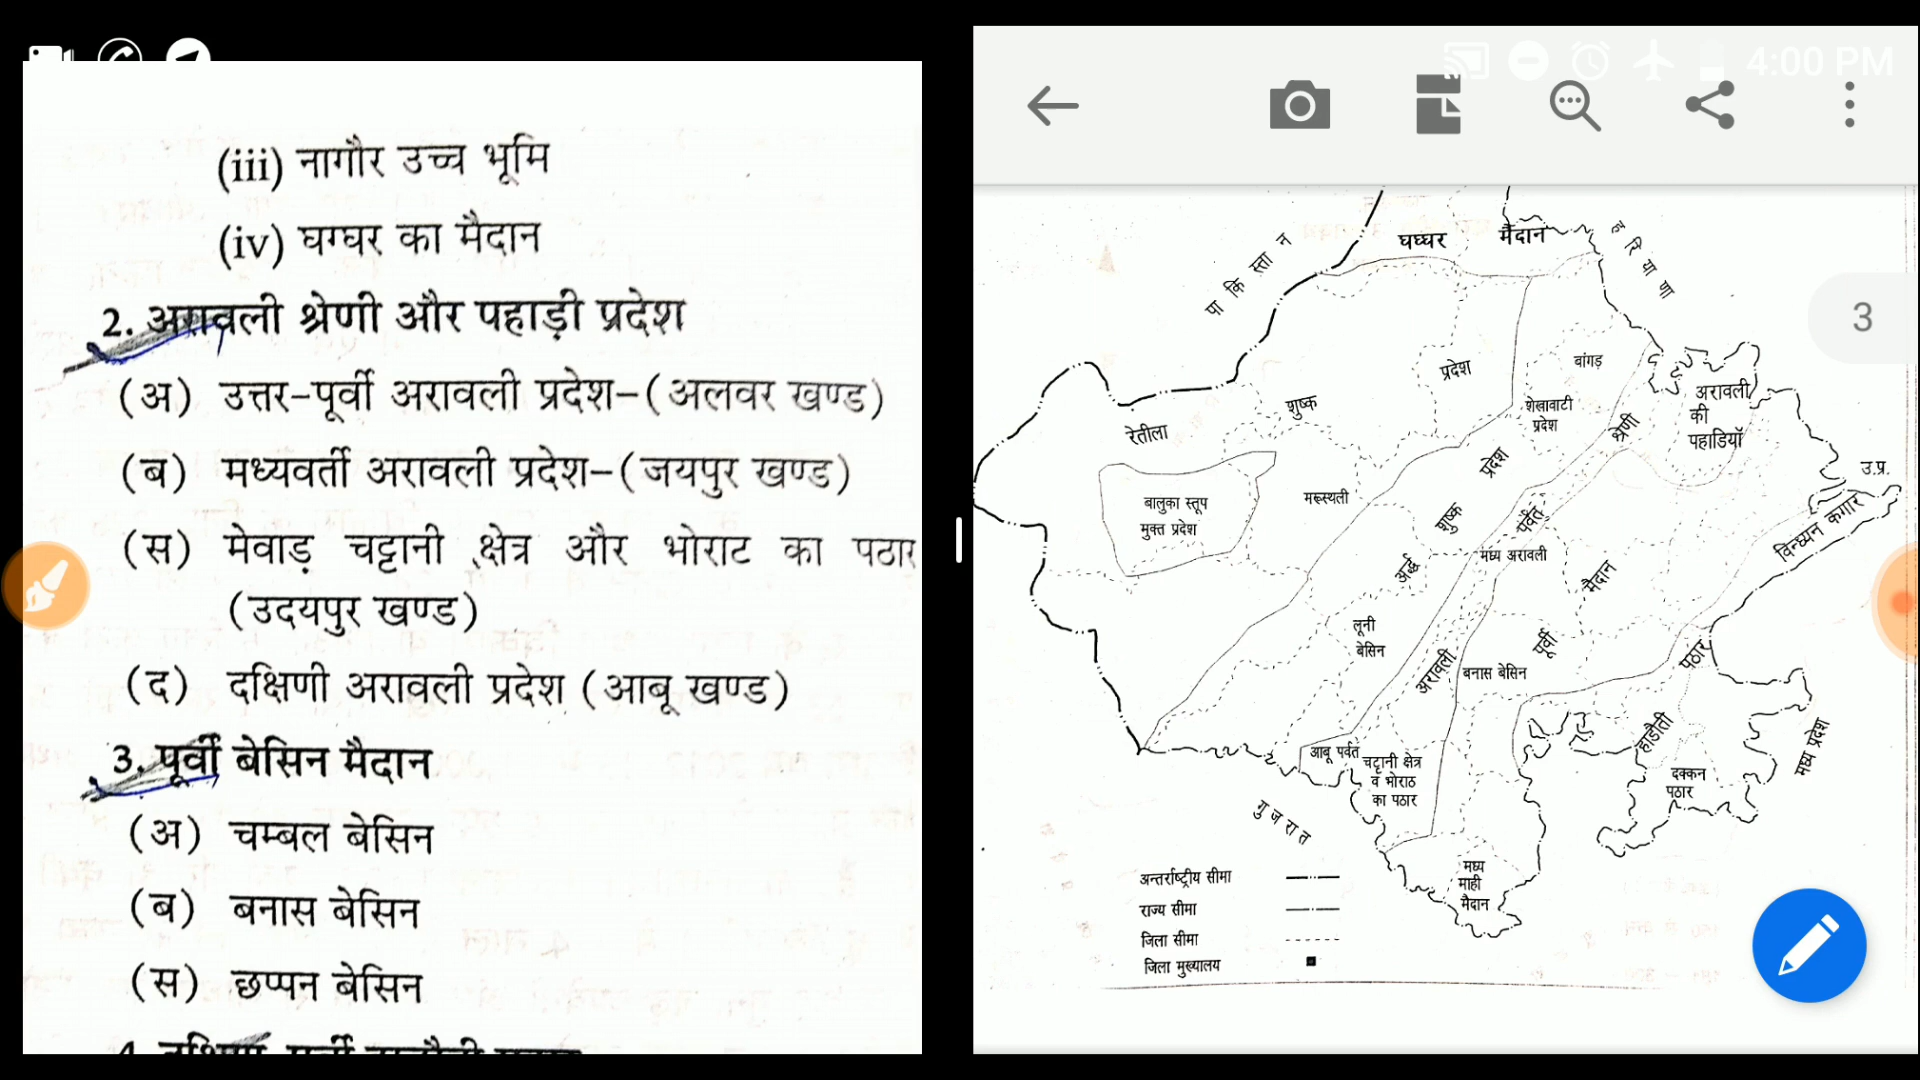 (iii) नागौर उच्च भूमि
(iv) घग्घर का मैदान
2. अरावली श्रेणी और पहाड़ी प्रदेश
(अ) उत्तर-पूर्वी अरावली प्रदेश-(अलवर खण्ड)
(ब) मध्यवर्ती अरावली प्रदेश-(जयपुर खण्ड)
(स) मेवाड़ चट्टानी क्षेत्र और भोराट का पठार
(उदयपुर खण्ड)
(द) दक्षिणी अरावली प्रदेश (आबू खण्ड)
3. पूर्वी बेसिन मैदान
(अ) चम्बल बेसिन
(ब) बनास बेसिन
(स) छप्पन बेसिन
4:00 PM
3
घघ्घर मैदान
पाकिस्तान
हरियाणा
प्रदेश
बांगड़
शुष्क
रेतीला
शेखावाटी
प्रदेश
श्रेणी
अरावली
की
पहाडियाँ
उ.प्र.
प्रदेश
मरूस्थली
बालुका स्तूप
मुक्त प्रदेश
शुष्क
पर्वत
विन्ध्यन कगार
मध्य अरावली
अर्द्ध
मैदान
लूनी
बेसिन
पूर्वी
पठार
अरावली
बनास बेसिन
हाडौती
मध्य प्रदेश
आबू पर्वत
चट्टानी क्षेत्र
व भोराठ
का पठार
दक्कन
पठार
गुजरात
मध्य
माही
मैदान
अन्तर्राष्ट्रीय सीमा
राज्य सीमा
जिला सीमा
जिला मुख्यालय